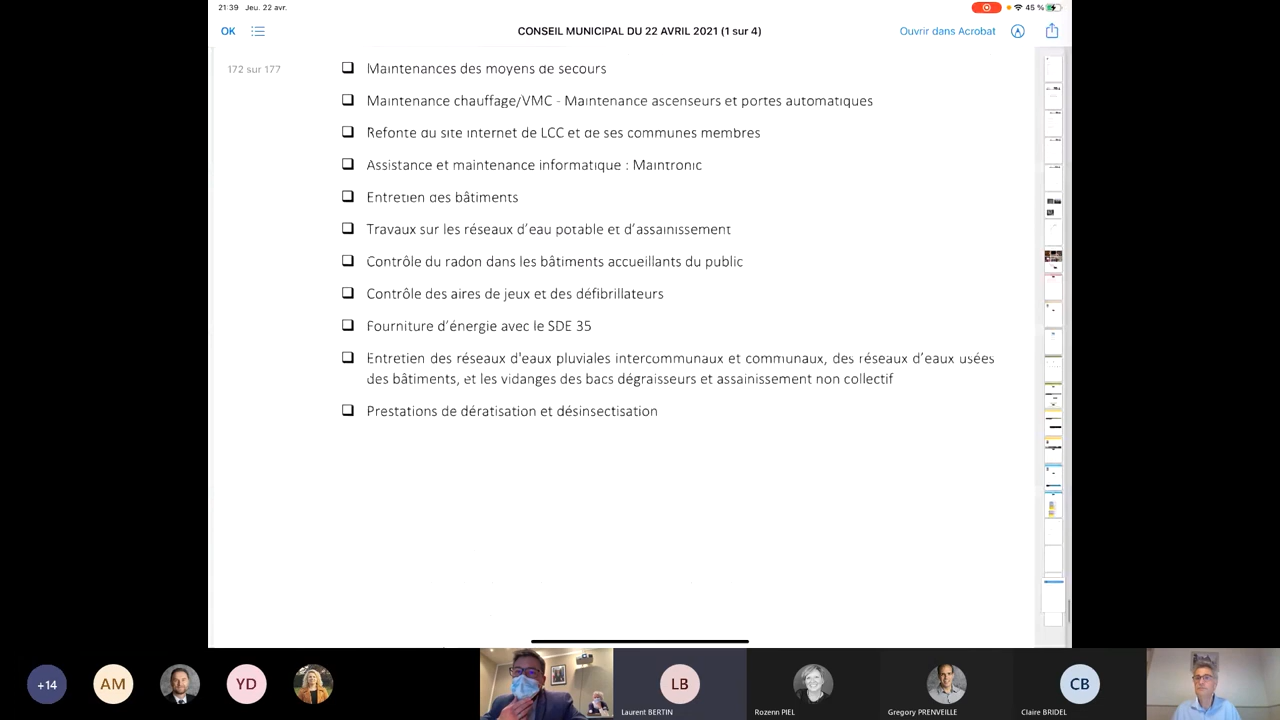 21:39 Jeu. 22 avr.
45 %
OK
CONSEIL MUNICIPAL DU 22 AVRIL 2021 (1 sur 4)
Ouvrir dans Acrobat
172 sur 177
Maintenances des moyens de secours
Maintenance chauffage/VMC - Maintenance ascenseurs et portes automatiques
Refonte du site internet de LCC et de ses communes membres
Assistance et maintenance informatique : Maintronic
Entretien des bâtiments
Travaux sur les réseaux d’eau potable et d’assainissement
Contrôle du radon dans les bâtiments accueillants du public
Contrôle des aires de jeux et des défibrillateurs
Fourniture d’énergie avec le SDE 35
Entretien des réseaux d'eaux pluviales intercommunaux et communaux, des réseaux d’eaux usées
des bâtiments, et les vidanges des bacs dégraisseurs et assainissement non collectif
Prestations de dératisation et désinsectisation
+14
AM
YD
LB
CB
Laurent BERTIN
Rozenn PIEL
Gregory PRENVEILLE
Claire BRIDEL